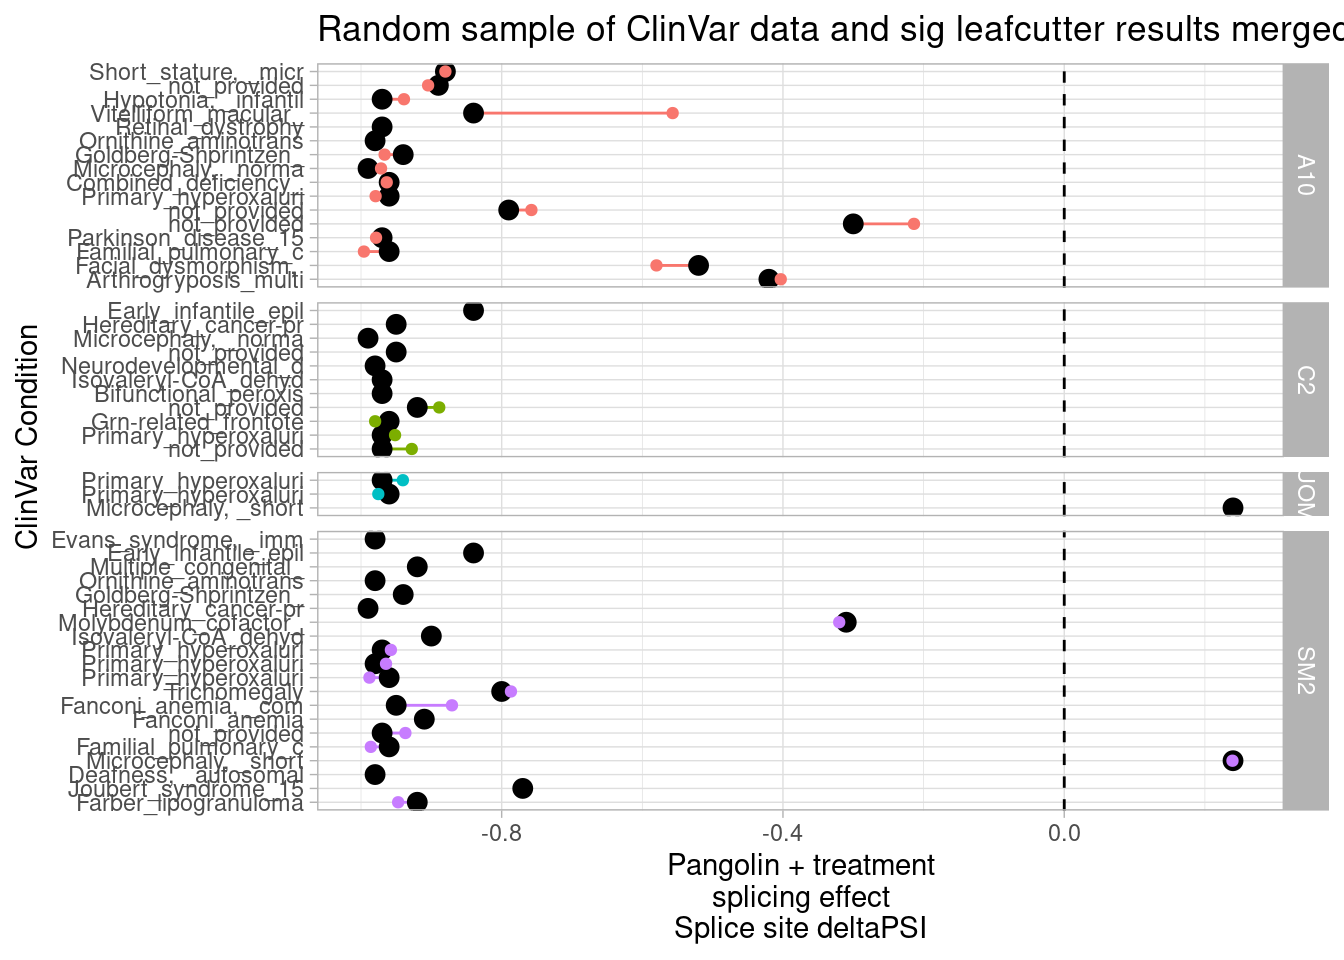 Random sample of ClinVar data and sig leafcutter results merged
Short_stature,_micr
not_provided
Hypotonia,_infantil
Vitelliform_macular_
Retinal_dystrophy
Ornithine_aminotrans
Goldberg-Shprintzen_
Microcephaly,_norma
Combined_deficiency_
Primary_hyperoxaluri
not_provided
not_provided
Parkinson_disease_15
Familial_pulmonary_c
Facial_dysmorphism,_
Arthrogryposis_multi
A10
Early_infantile_epil
Hereditary_cancer-pr
Microcephaly,_norma
not_provided
Neurodevelopmental_d
Isovaleryl-CoA_dehyd
Bifunctional_peroxis
not_provided
Grn-related_frontote
Primary_hyperoxaluri
not_provided
C2
Primary_hyperoxaluri
Primary_hyperoxaluri
Microcephaly,_short
UOM
Evans_syndrome,_imm
Early_infantile_epil
Multiple_congenital_
Ornithine_aminotrans
Goldberg-Shprintzen_
Hereditary_cancer-pr
Molybdenum_cofactor_
Isovaleryl-CoA_dehyd
Primary_hyperoxaluri
Primary_hyperoxaluri
Primary_hyperoxaluri
Trichomegaly
Fanconi_anemia,_com
Fanconi_anemia
not_provided
Familial_pulmonary_c
Microcephaly,_short
Deafness,_autosomal
Joubert_syndrome_15
Farber_lipogranuloma
SM2
ClinVar Condition
-0.8
-0.4
0.0
Pangolin + treatment
splicing effect
Splice site deltaPSI